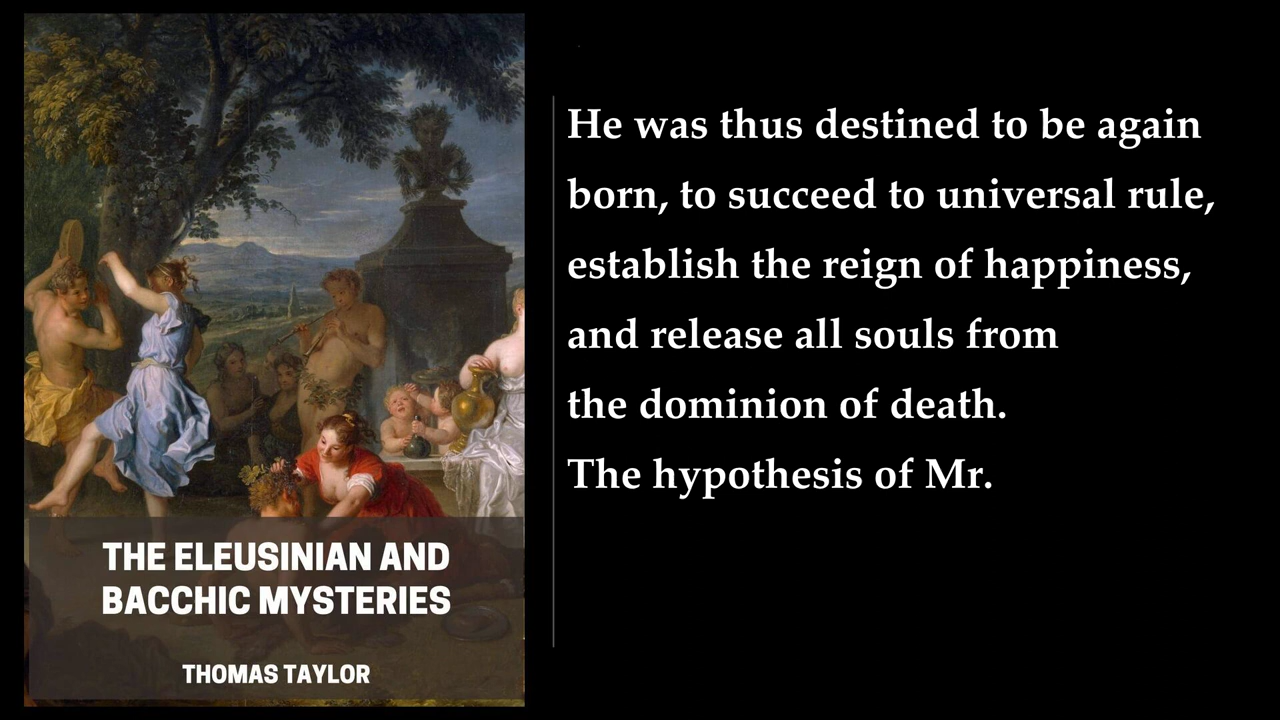 THE ELEUSINIAN AND
BACCHIC MYSTERIES
THOMAS TAYLOR
He was thus destined to be again
born, to succeed to universal rule,
establish the reign of happiness,
and release all souls from
the dominion of death.
The hypothesis of Mr.